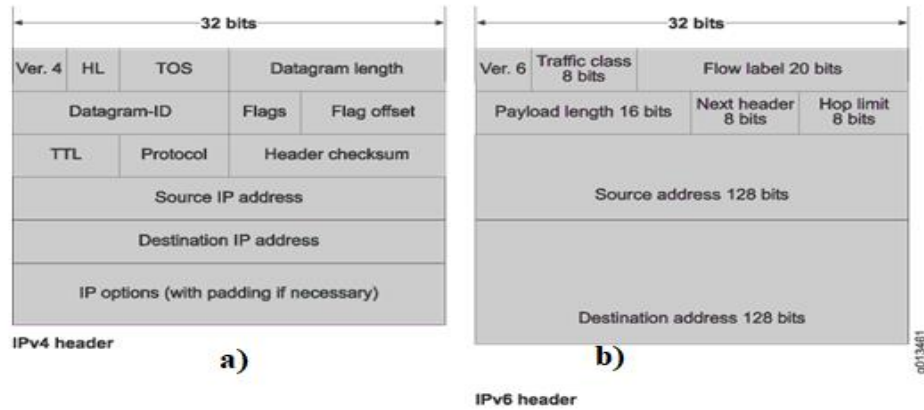 32 bits
Ver. 4 HL TOS Datagram length
Datagram-ID Flags Flag offset
TTL Protocol Header checksum
Source IP address
Destination IP address
IP options (with padding if necessary)
IPv4 header
a)
32 bits
Ver. 6 Traffic class 8 bits Flow label 20 bits
Payload length 16 bits Next header 8 bits Hop limit 8 bits
Source address 128 bits
Destination address 128 bits
b)
IPv6 header
g013461